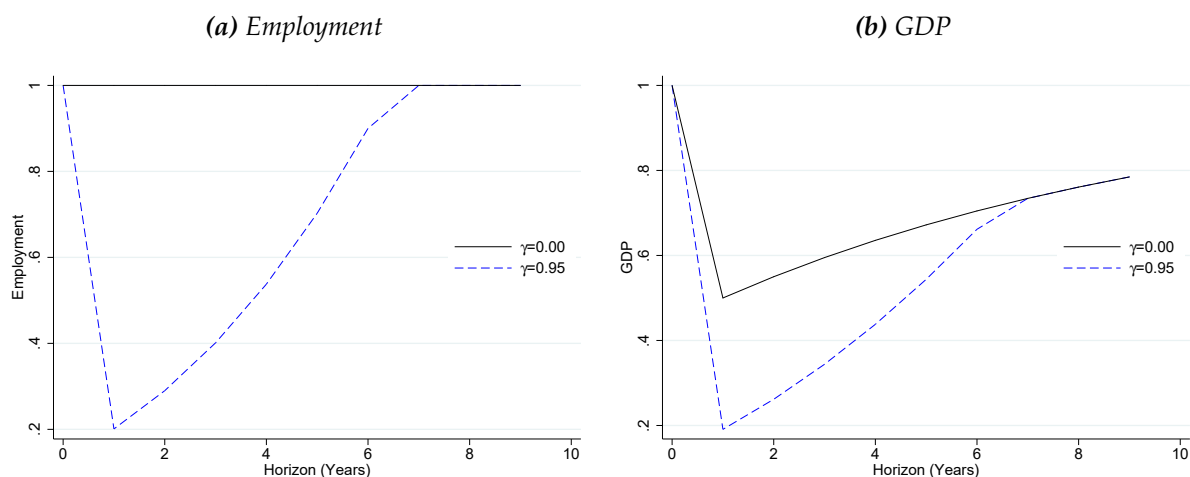 (a) Employment
Employment
1
.8
.6
.4
.2
0 2 4 6 8 10
Horizon (Years)
γ=0.00
γ=0.95
(b) GDP
GDP
1
.8
.6
.4
.2
0 2 4 6 8 10
Horizon (Years)
γ=0.00
γ=0.95